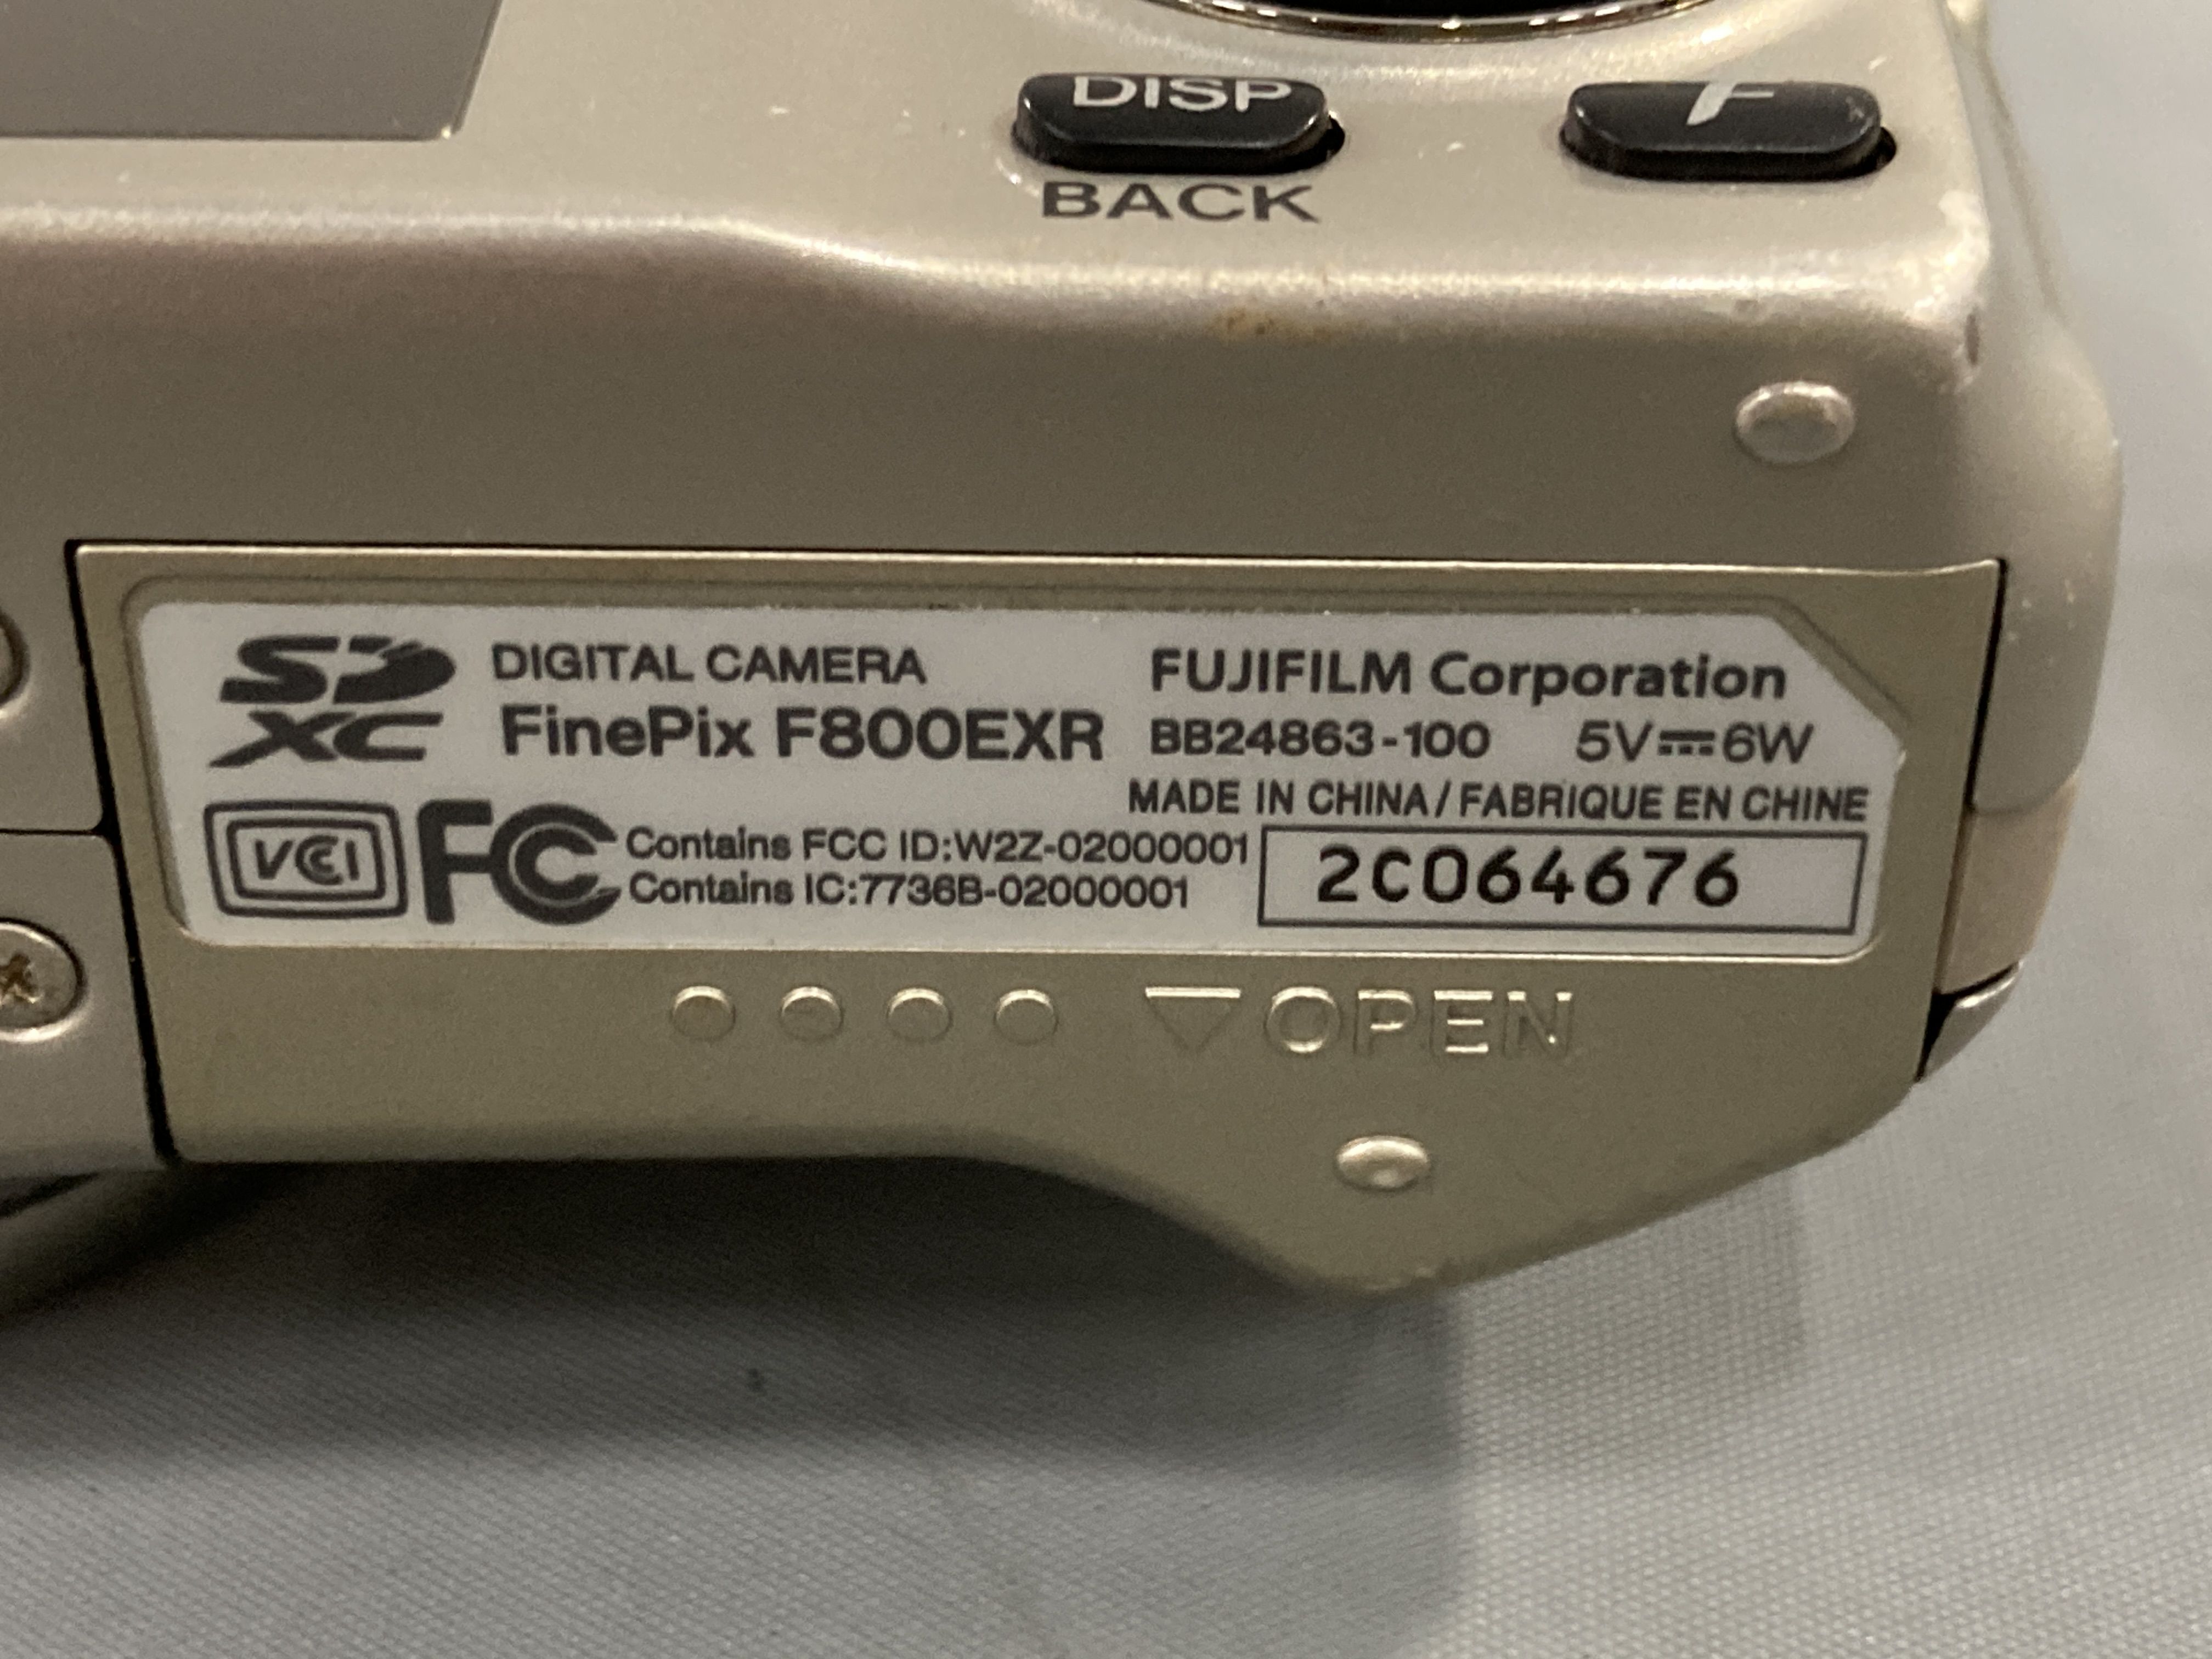 DISP
F
BACK
SD
XC
DIGITAL CAMERA
FinePix F800EXR
FUJIFILM Corporation
BB24863-100 5V⎓6W
MADE IN CHINA/FABRIQUE EN CHINE
VCCI
FC
Contains FCC ID:W2Z-02000001
Contains IC:7736B-02000001
2C064676
▽OPEN